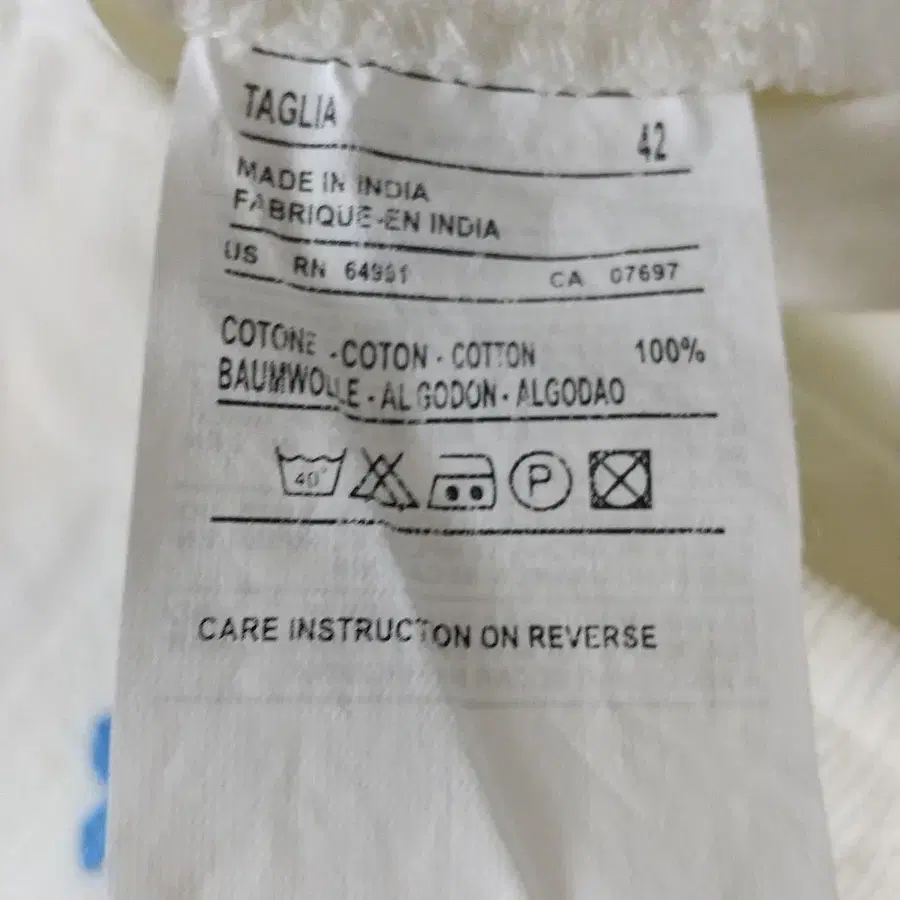 TAGLIA 42
MADE IN INDIA
FABRIQUE-EN INDIA
US RN 64991 CA 07697
COTONE - COTON - COTTON 100%
BAUMWOLLE - ALGODON - ALGODAO
40° P
CARE INSTRUCTON ON REVERSE